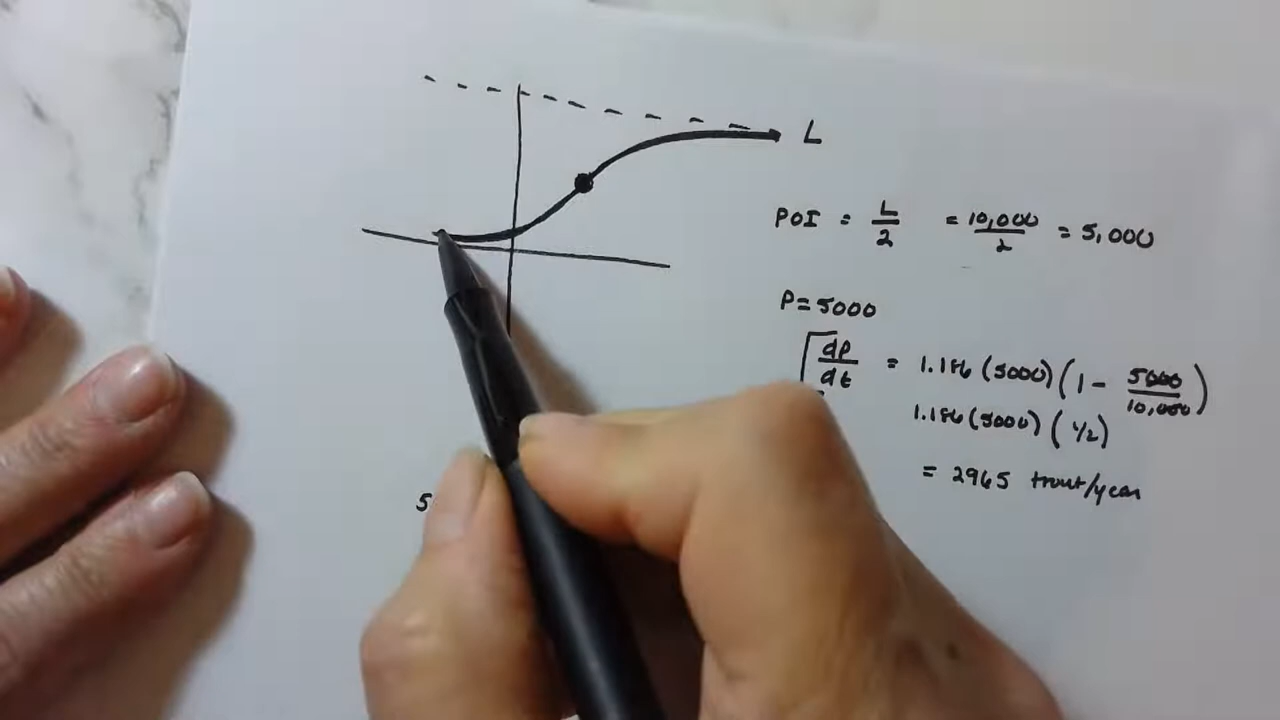 L
POI = L/2 = 10,000/2 = 5,000
P = 5000
dP/dt = 1.186 (5000) (1 - 5000/10,000)
1.186 (5000) (1/2)
= 2965 trout/year
5